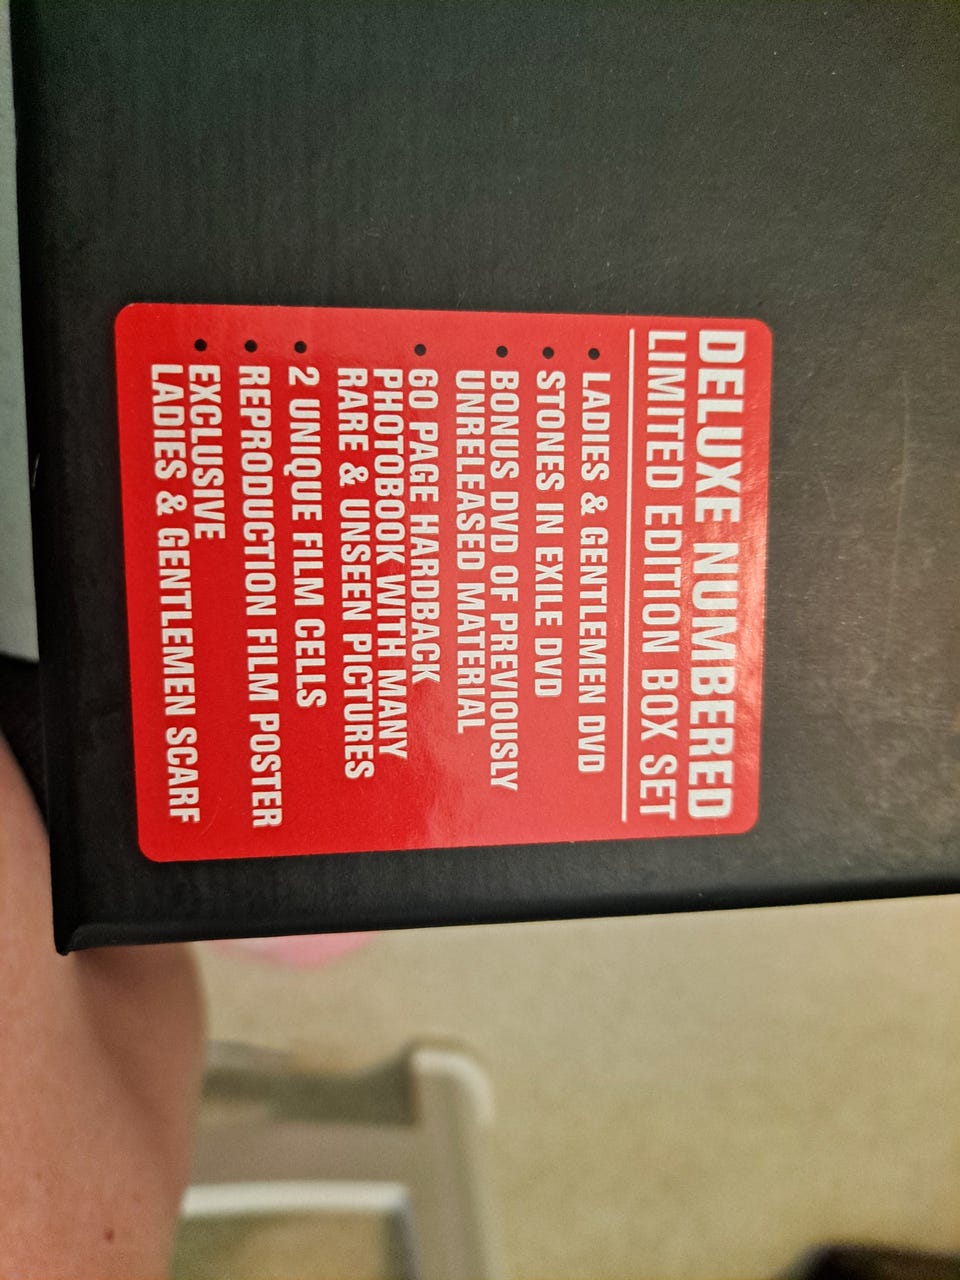 DELUXE NUMBERED
LIMITED EDITION BOX SET
• LADIES & GENTLEMEN DVD
• STONES IN EXILE DVD
• BONUS DVD OF PREVIOUSLY
UNRELEASED MATERIAL
• 60 PAGE HARDBACK
PHOTOBOOK WITH MANY
RARE & UNSEEN PICTURES
• 2 UNIQUE FILM CELLS
• REPRODUCTION FILM POSTER
• EXCLUSIVE
LADIES & GENTLEMEN SCARF